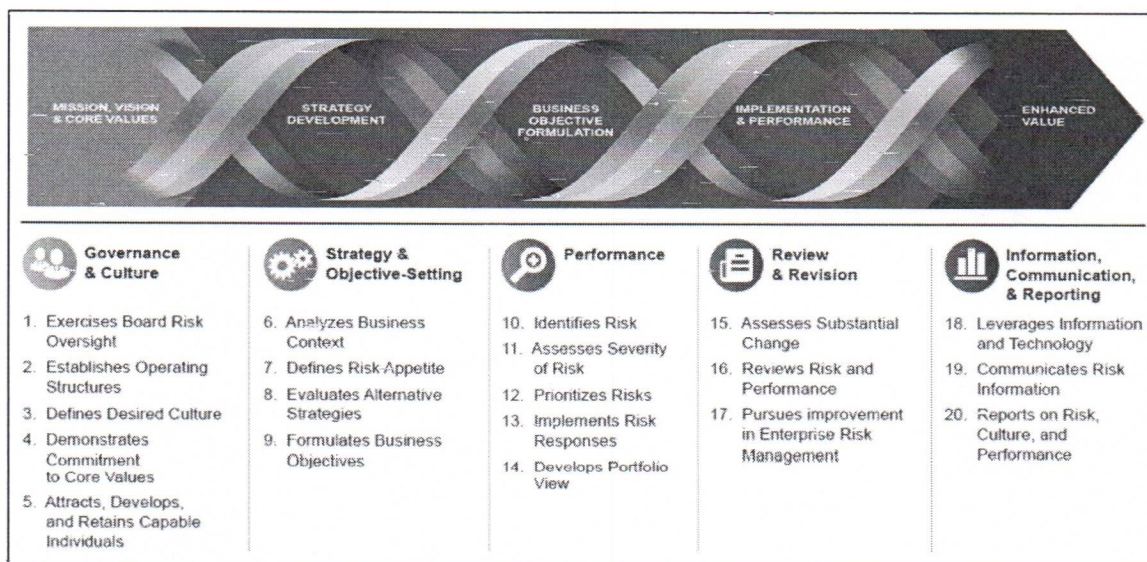 MISSION, VISION
& CORE VALUES
STRATEGY
DEVELOPMENT
BUSINESS
OBJECTIVE
FORMULATION
IMPLEMENTATION
& PERFORMANCE
ENHANCED
VALUE
Governance
& Culture
1. Exercises Board Risk
Oversight
2. Establishes Operating
Structures
3. Defines Desired Culture
4. Demonstrates
Commitment
to Core Values
5. Attracts, Develops,
and Retains Capable
Individuals
Strategy &
Objective-Setting
6. Analyzes Business
Context
7. Defines Risk Appetite
8. Evaluates Alternative
Strategies
9. Formulates Business
Objectives
Performance
10. Identifies Risk
11. Assesses Severity
of Risk
12. Prioritizes Risks
13. Implements Risk
Responses
14. Develops Portfolio
View
Review
& Revision
15. Assesses Substantial
Change
16. Reviews Risk and
Performance
17. Pursues improvement
in Enterprise Risk
Management
Information,
Communication,
& Reporting
18. Leverages Information
and Technology
19. Communicates Risk
Information
20. Reports on Risk,
Culture, and
Performance